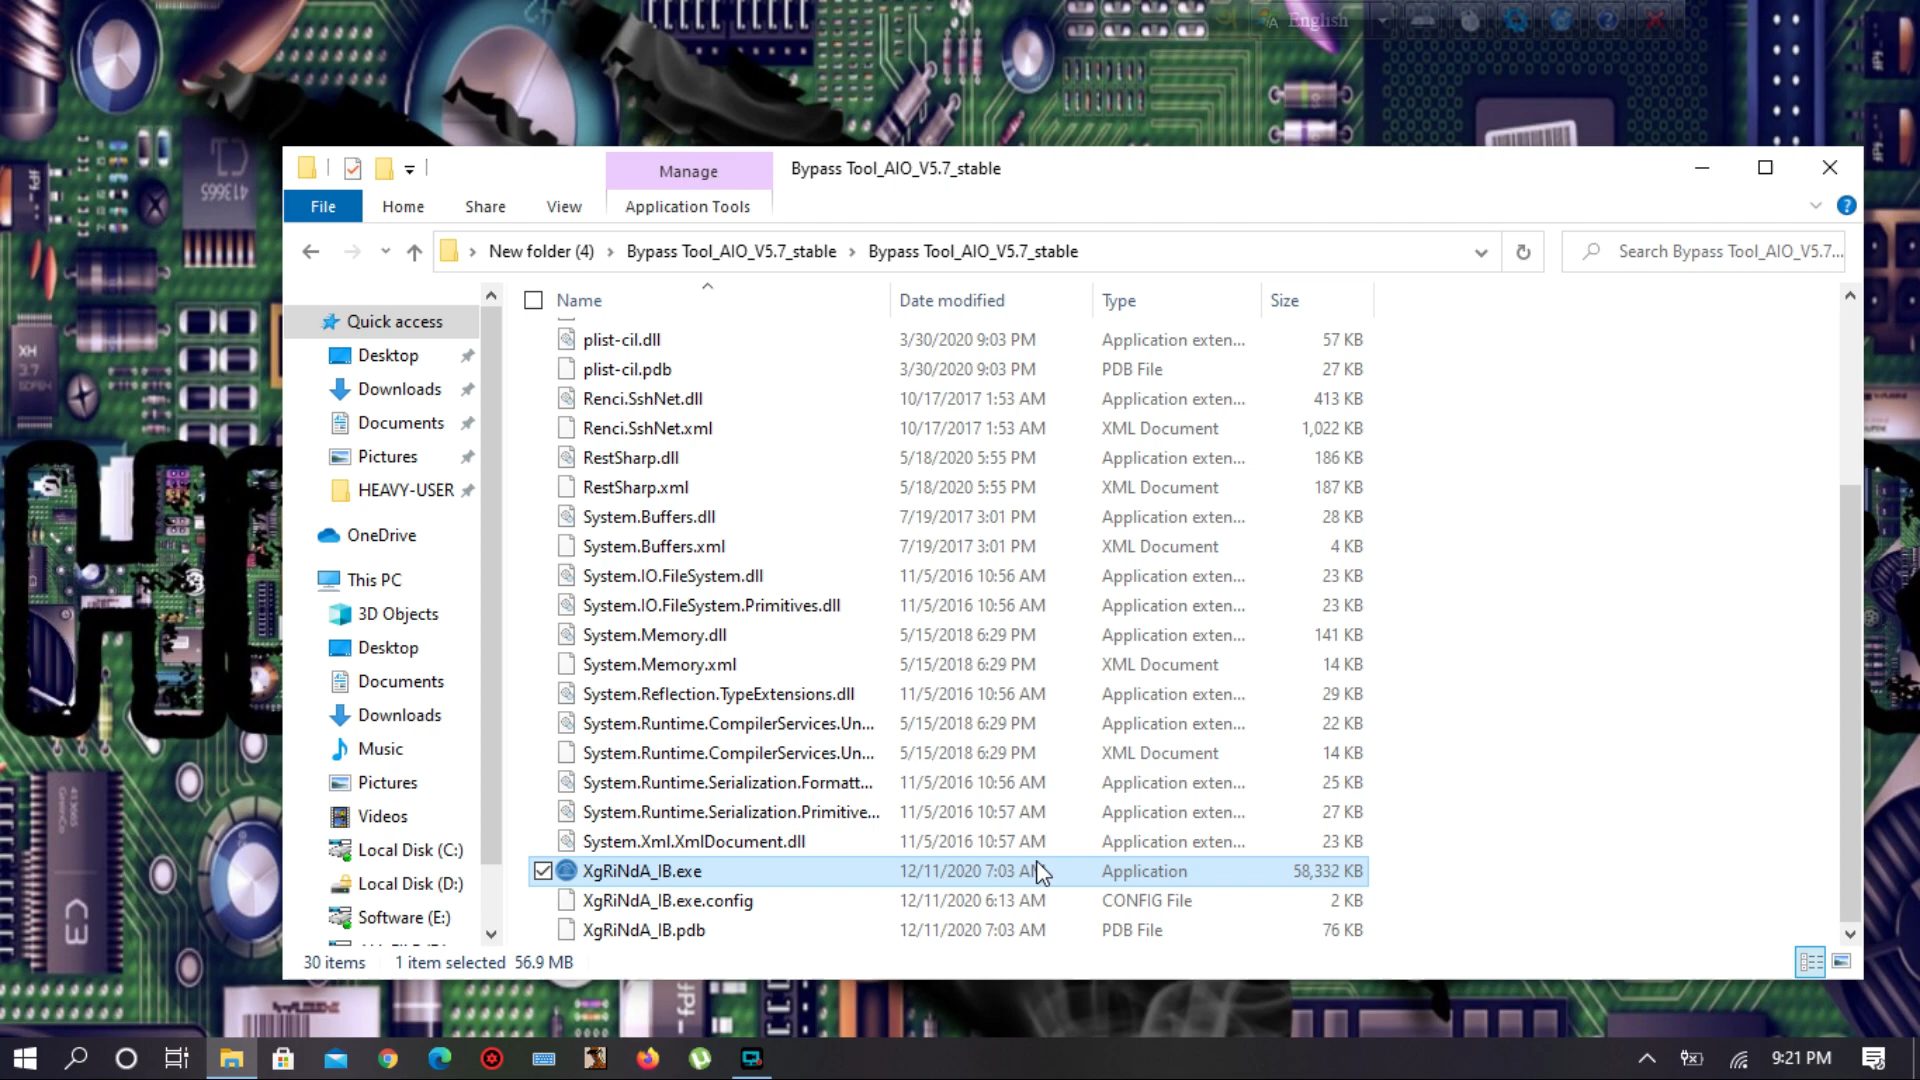 English
Manage
Bypass Tool_AIO_V5.7_stable
File
Home
Share
View
Application Tools
New folder (4)
Bypass Tool_AIO_V5.7_stable
Bypass Tool_AIO_V5.7_stable
Search Bypass Tool_AIO_V5.7...
Name
Date modified
Type
Size
Quick access
Desktop
Downloads
Documents
Pictures
HEAVY-USER
OneDrive
This PC
3D Objects
Desktop
Documents
Downloads
Music
Pictures
Videos
Local Disk (C:)
Local Disk (D:)
Software (E:)
plist-cil.dll 3/30/2020 9:03 PM Application exten... 57 KB
plist-cil.pdb 3/30/2020 9:03 PM PDB File 27 KB
Renci.SshNet.dll 10/17/2017 1:53 AM Application exten... 413 KB
Renci.SshNet.xml 10/17/2017 1:53 AM XML Document 1,022 KB
RestSharp.dll 5/18/2020 5:55 PM Application exten... 186 KB
RestSharp.xml 5/18/2020 5:55 PM XML Document 187 KB
System.Buffers.dll 7/19/2017 3:01 PM Application exten... 28 KB
System.Buffers.xml 7/19/2017 3:01 PM XML Document 4 KB
System.IO.FileSystem.dll 11/5/2016 10:56 AM Application exten... 23 KB
System.IO.FileSystem.Primitives.dll 11/5/2016 10:56 AM Application exten... 23 KB
System.Memory.dll 5/15/2018 6:29 PM Application exten... 141 KB
System.Memory.xml 5/15/2018 6:29 PM XML Document 14 KB
System.Reflection.TypeExtensions.dll 11/5/2016 10:56 AM Application exten... 29 KB
System.Runtime.CompilerServices.Un... 5/15/2018 6:29 PM Application exten... 22 KB
System.Runtime.CompilerServices.Un... 5/15/2018 6:29 PM XML Document 14 KB
System.Runtime.Serialization.Formatt... 11/5/2016 10:56 AM Application exten... 25 KB
System.Runtime.Serialization.Primitive... 11/5/2016 10:57 AM Application exten... 27 KB
System.Xml.XmlDocument.dll 11/5/2016 10:57 AM Application exten... 23 KB
XgRiNdA_IB.exe 12/11/2020 7:03 AM Application 58,332 KB
XgRiNdA_IB.exe.config 12/11/2020 6:13 AM CONFIG File 2 KB
XgRiNdA_IB.pdb 12/11/2020 7:03 AM PDB File 76 KB
30 items
1 item selected 56.9 MB
413665
XH
3.7
C3
fdf
9:21 PM